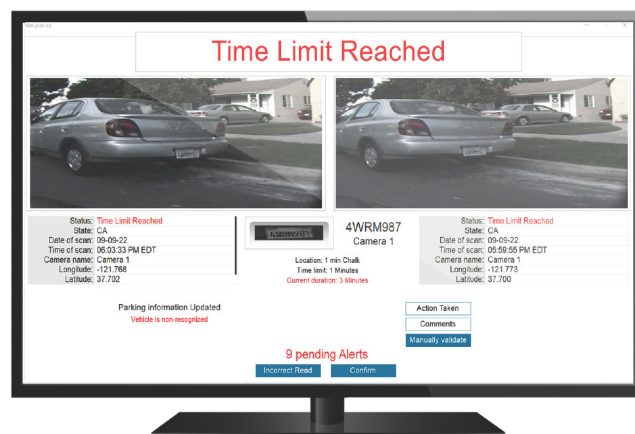 Time Limit Reached
Status: Time Limit Reached
State: CA
Date of scan: 09-09-22
Time of scan: 06:03:33 PM EDT
Camera name: Camera 1
Longitude: -121.768
Latitude: 37.702
4WRM987
4WRM987
Camera 1
Location: 1 min Chalk
Time limit: 1 Minutes
Current duration: 3 Minutes
Status: Time Limit Reached
State: CA
Date of scan: 09-09-22
Time of scan: 05:59:55 PM EDT
Camera name: Camera 1
Longitude: -121.773
Latitude: 37.700
Parking information Updated
Vehicle is non-recognized
Action Taken
Comments
Manually validate
9 pending Alerts
Incorrect Read
Confirm